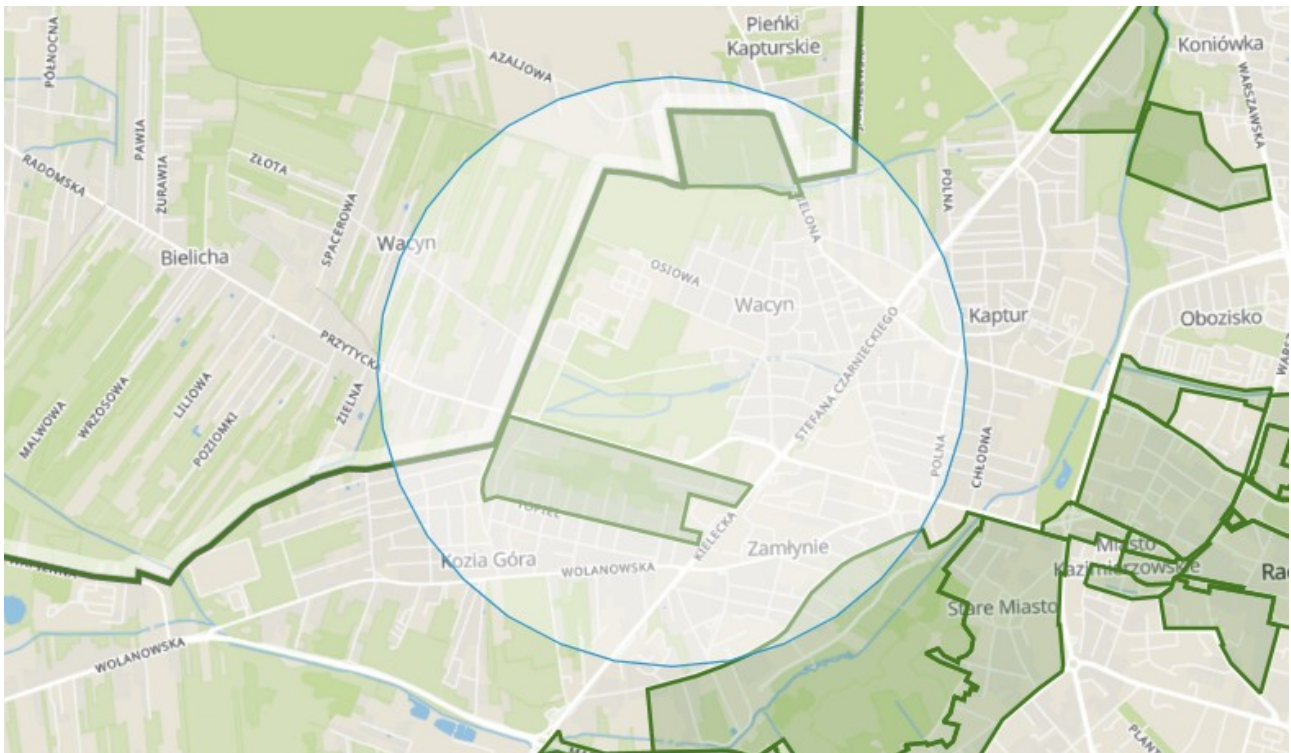 PÓŁNOCNA
PAWIA
ŻURAWIA
RADOMSKA
ZŁOTA
SPACEROWA
Bielicha
Wacyn
AZALIOWA
Pieńki
Kapturskie
Koniówka
WARSZAWSKA
POLNA
OSIOWA
Wacyn
Kaptur
Obozisko
STEFANA CZARNIECKIEGO
PRZYTYCKA
ZIELNA
MALWOWA
WRZOSOWA
LILIOWA
POZIOMKI
POLNA
CHŁODNA
TOPIEL
KIELECKA
Kozia Góra
WOLANOWSKA
Zamłynie
Miasto
Kazimierzowskie
Stare Miasto
WOLANOWSKA